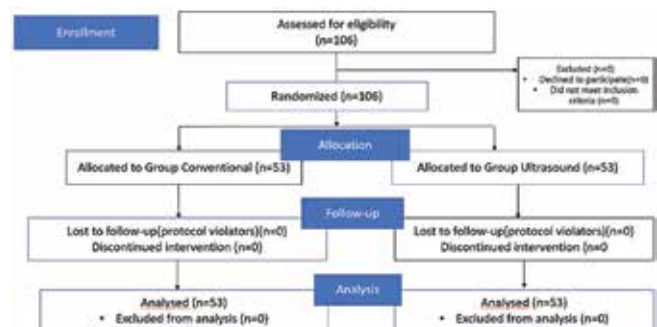 Enrollment
Assessed for eligibility
(n=106)
Excluded (n=0)
• Declined to participate(n=0)
• Did not meet inclusion
criteria (n=0)
Randomized (n=106)
Allocation
Allocated to Group Conventional (n=53)
Allocated to Group Ultrasound (n=53)
Follow-up
Lost to follow-up(protocol violators)(n=0)
Discontinued intervention (n=0)
Lost to follow-up(protocol violators)(n=0)
Discontinued intervention (n=0
Analysis
Analysed (n=53)
• Excluded from analysis (n=0)
Analysed (n=53)
• Excluded from analysis (n=0)